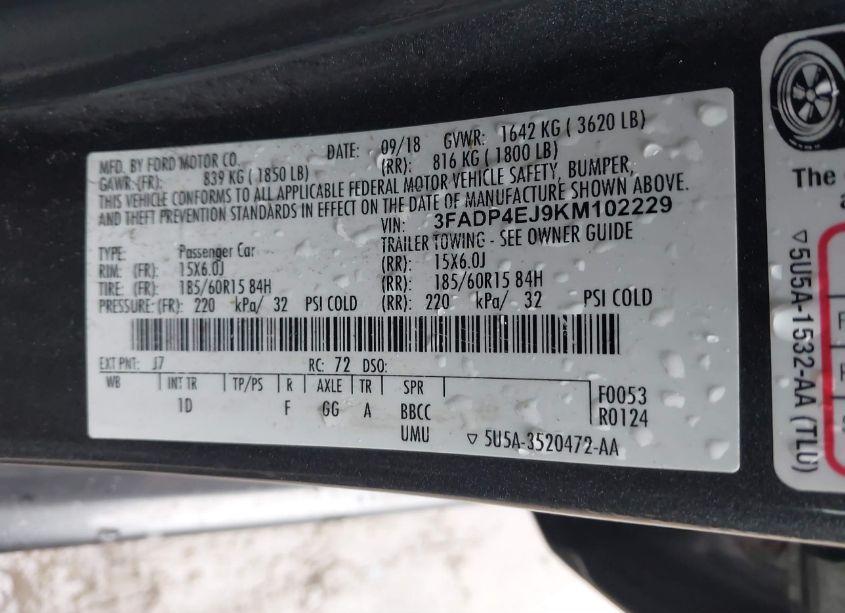 MFD. BY FORD MOTOR CO. DATE: 09/18 GVWR: 1642 KG ( 3620 LB)
GAWR: (FR): 839 KG ( 1850 LB) (RR): 816 KG ( 1800 LB)
THIS VEHICLE CONFORMS TO ALL APPLICABLE FEDERAL MOTOR VEHICLE SAFETY, BUMPER,
AND THEFT PREVENTION STANDARDS IN EFFECT ON THE DATE OF MANUFACTURE SHOWN ABOVE.
VIN: 3FADP4EJ9KM102229
TYPE: Passenger Car TRAILER TOWING - SEE OWNER GUIDE
RIM: (FR): 15X6.0J (RR): 15X6.0J
TIRE: (FR): 185/60R15 84H (RR): 185/60R15 84H
PRESSURE: (FR): 220 kPa/ 32 PSI COLD (RR): 220 kPa/ 32 PSI COLD
EXT PNT: J7 RC: 72 DSO:
WB INT TR TP/PS R AXLE TR SPR F0053
1D F GG A BBCC R0124
UMU ▽ 5U5A-3520472-AA
The
▽ 5U5A-1532-AA (TLU)